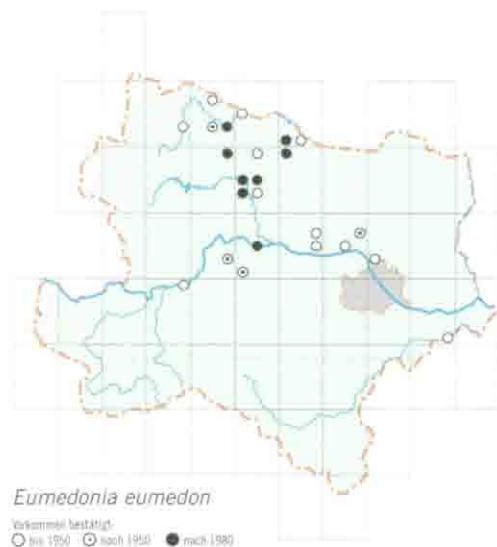 Eumedonia eumedon
Vorkommen bestätigt:
bis 1950 nach 1950 nach 1980